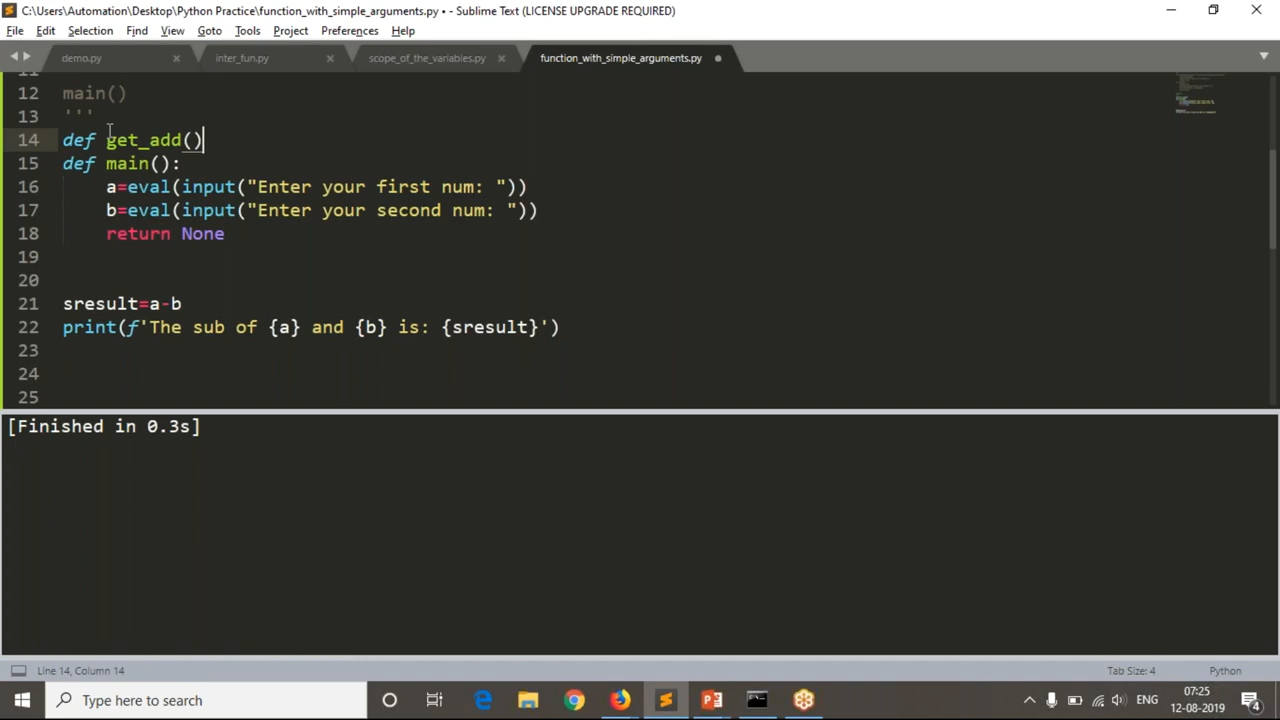 C:\Users\Automation\Desktop\Python Practice\function_with_simple_arguments.py • - Sublime Text (LICENSE UPGRADE REQUIRED)
File Edit Selection Find View Goto Tools Project Preferences Help
demo.py inter_fun.py scope_of_the_variables.py function_with_simple_arguments.py
11
12 main()
13 '''
14 def get_add()
15 def main():
16 a=eval(input("Enter your first num: "))
17 b=eval(input("Enter your second num: "))
18 return None
19
20
21 sresult=a-b
22 print(f'The sub of {a} and {b} is: {sresult}')
23
24
25
[Finished in 0.3s]
Line 14, Column 14 Tab Size: 4 Python
Type here to search
ENG
07:25
12-08-2019
4